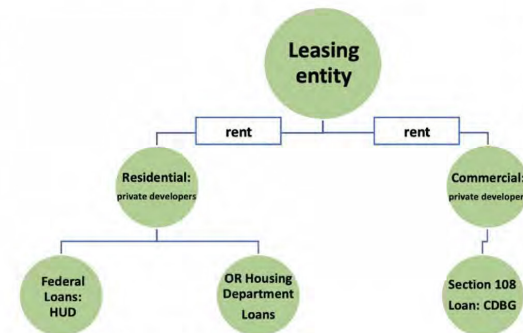 Leasing
entity
rent
rent
Residential:
private developers
Commercial:
private developers
Federal
Loans:
HUD
OR Housing
Department
Loans
Section 108
Loan: CDBG